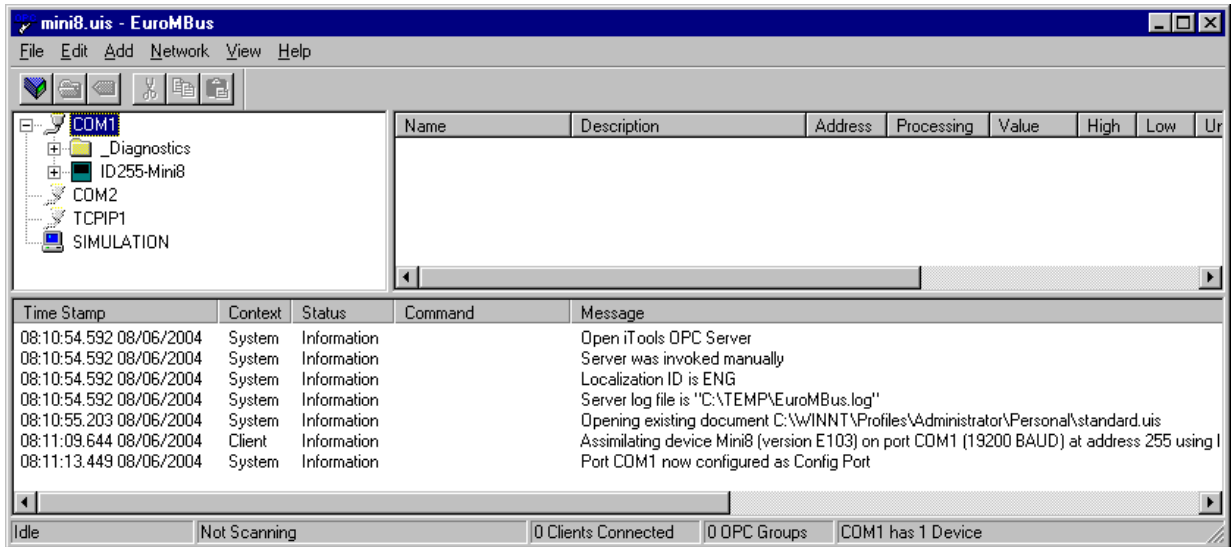 mini8.uis - EuroMBus
File Edit Add Network View Help
COM1
_Diagnostics
ID255-Mini8
COM2
TCPIP1
SIMULATION
Name Description Address Processing Value High Low Ur
Time Stamp Context Status Command Message
08:10:54.592 08/06/2004 System Information Open iTools OPC Server
08:10:54.592 08/06/2004 System Information Server was invoked manually
08:10:54.592 08/06/2004 System Information Localization ID is ENG
08:10:54.592 08/06/2004 System Information Server log file is "C:\TEMP\EuroMBus.log"
08:10:55.203 08/06/2004 System Information Opening existing document C:\WINNT\Profiles\Administrator\Personal\standard.uis
08:11:09.644 08/06/2004 Client Information Assimilating device Mini8 (version E103) on port COM1 (19200 BAUD) at address 255 using I
08:11:13.449 08/06/2004 System Information Port COM1 now configured as Config Port
Idle Not Scanning 0 Clients Connected 0 OPC Groups COM1 has 1 Device